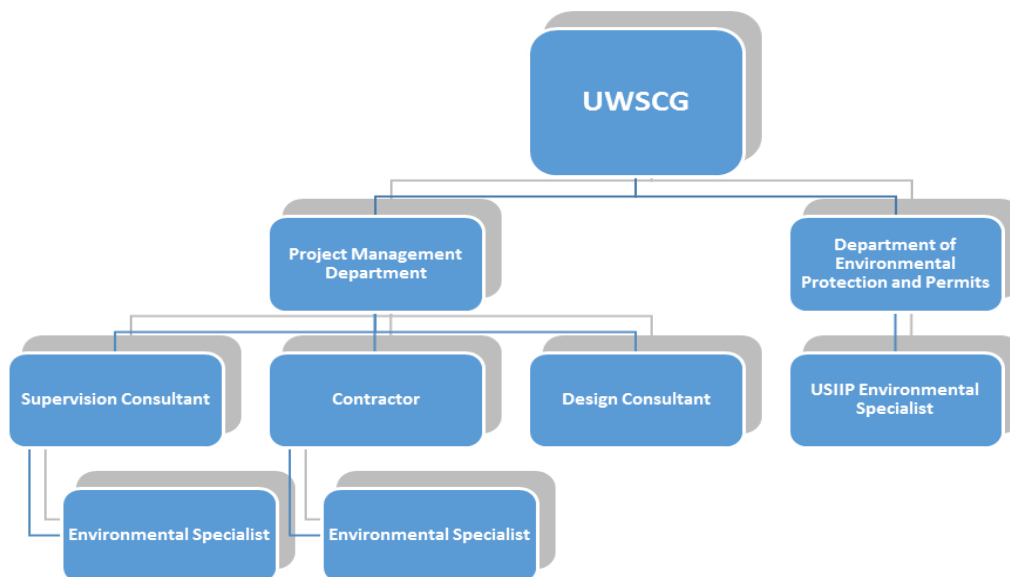 UWSCG
Project Management
Department
Department of
Environmental
Protection and Permits
Supervision Consultant
Contractor
Design Consultant
USIIP Environmental
Specialist
Environmental Specialist
Environmental Specialist